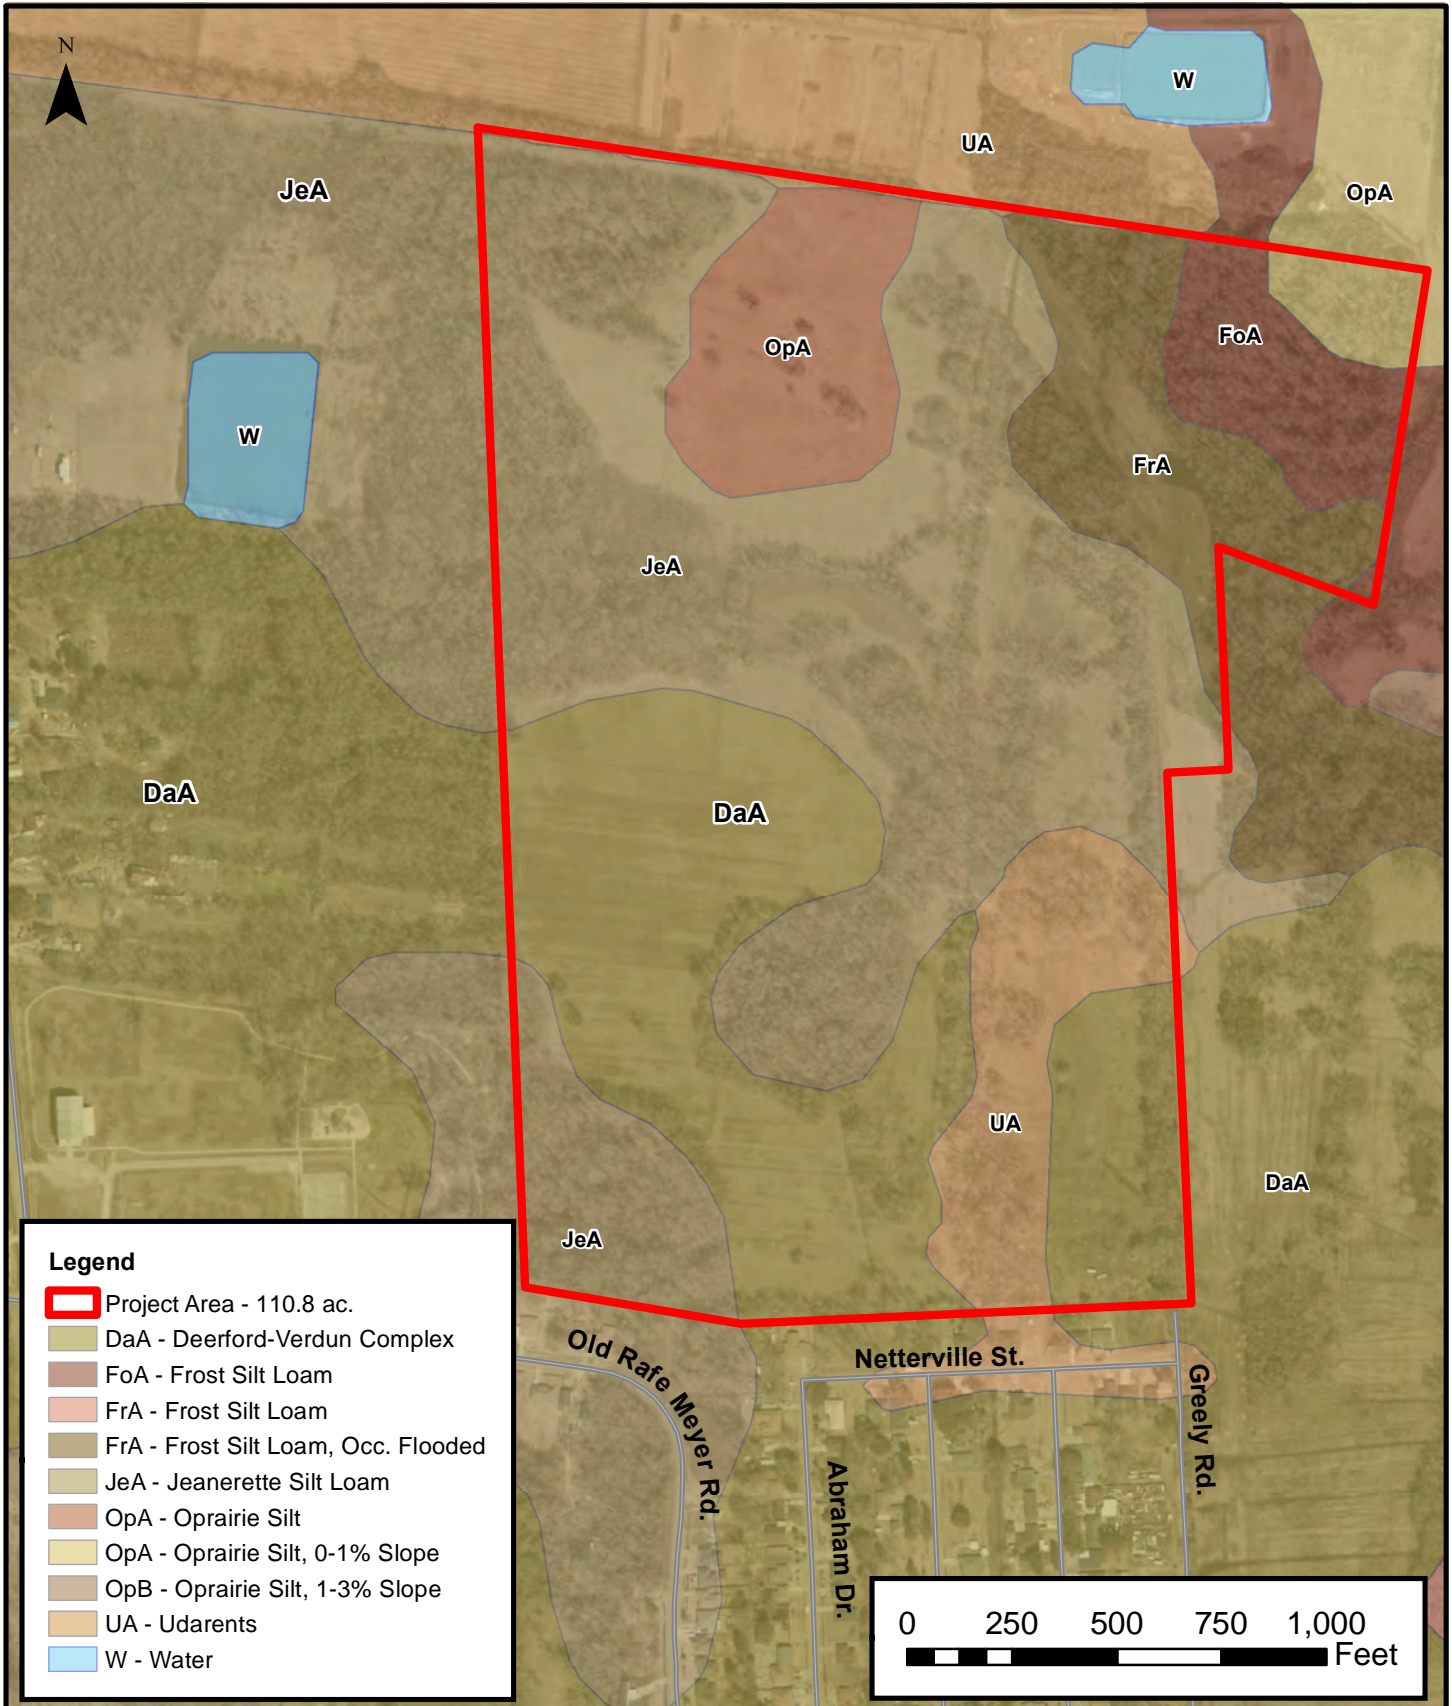 N
W
UA
JeA
OpA
OpA
FoA
W
FrA
JeA
DaA
DaA
UA
DaA
JeA
Old Rafe Meyer Rd.
Netterville St.
Greely Rd.
Abraham Dr.
Legend
Project Area - 110.8 ac.
DaA - Deerford-Verdun Complex
FoA - Frost Silt Loam
FrA - Frost Silt Loam
FrA - Frost Silt Loam, Occ. Flooded
JeA - Jeanerette Silt Loam
OpA - Oprairie Silt
OpA - Oprairie Silt, 0-1% Slope
OpB - Oprairie Silt, 1-3% Slope
UA - Udarents
W - Water
0 250 500 750 1,000
Feet